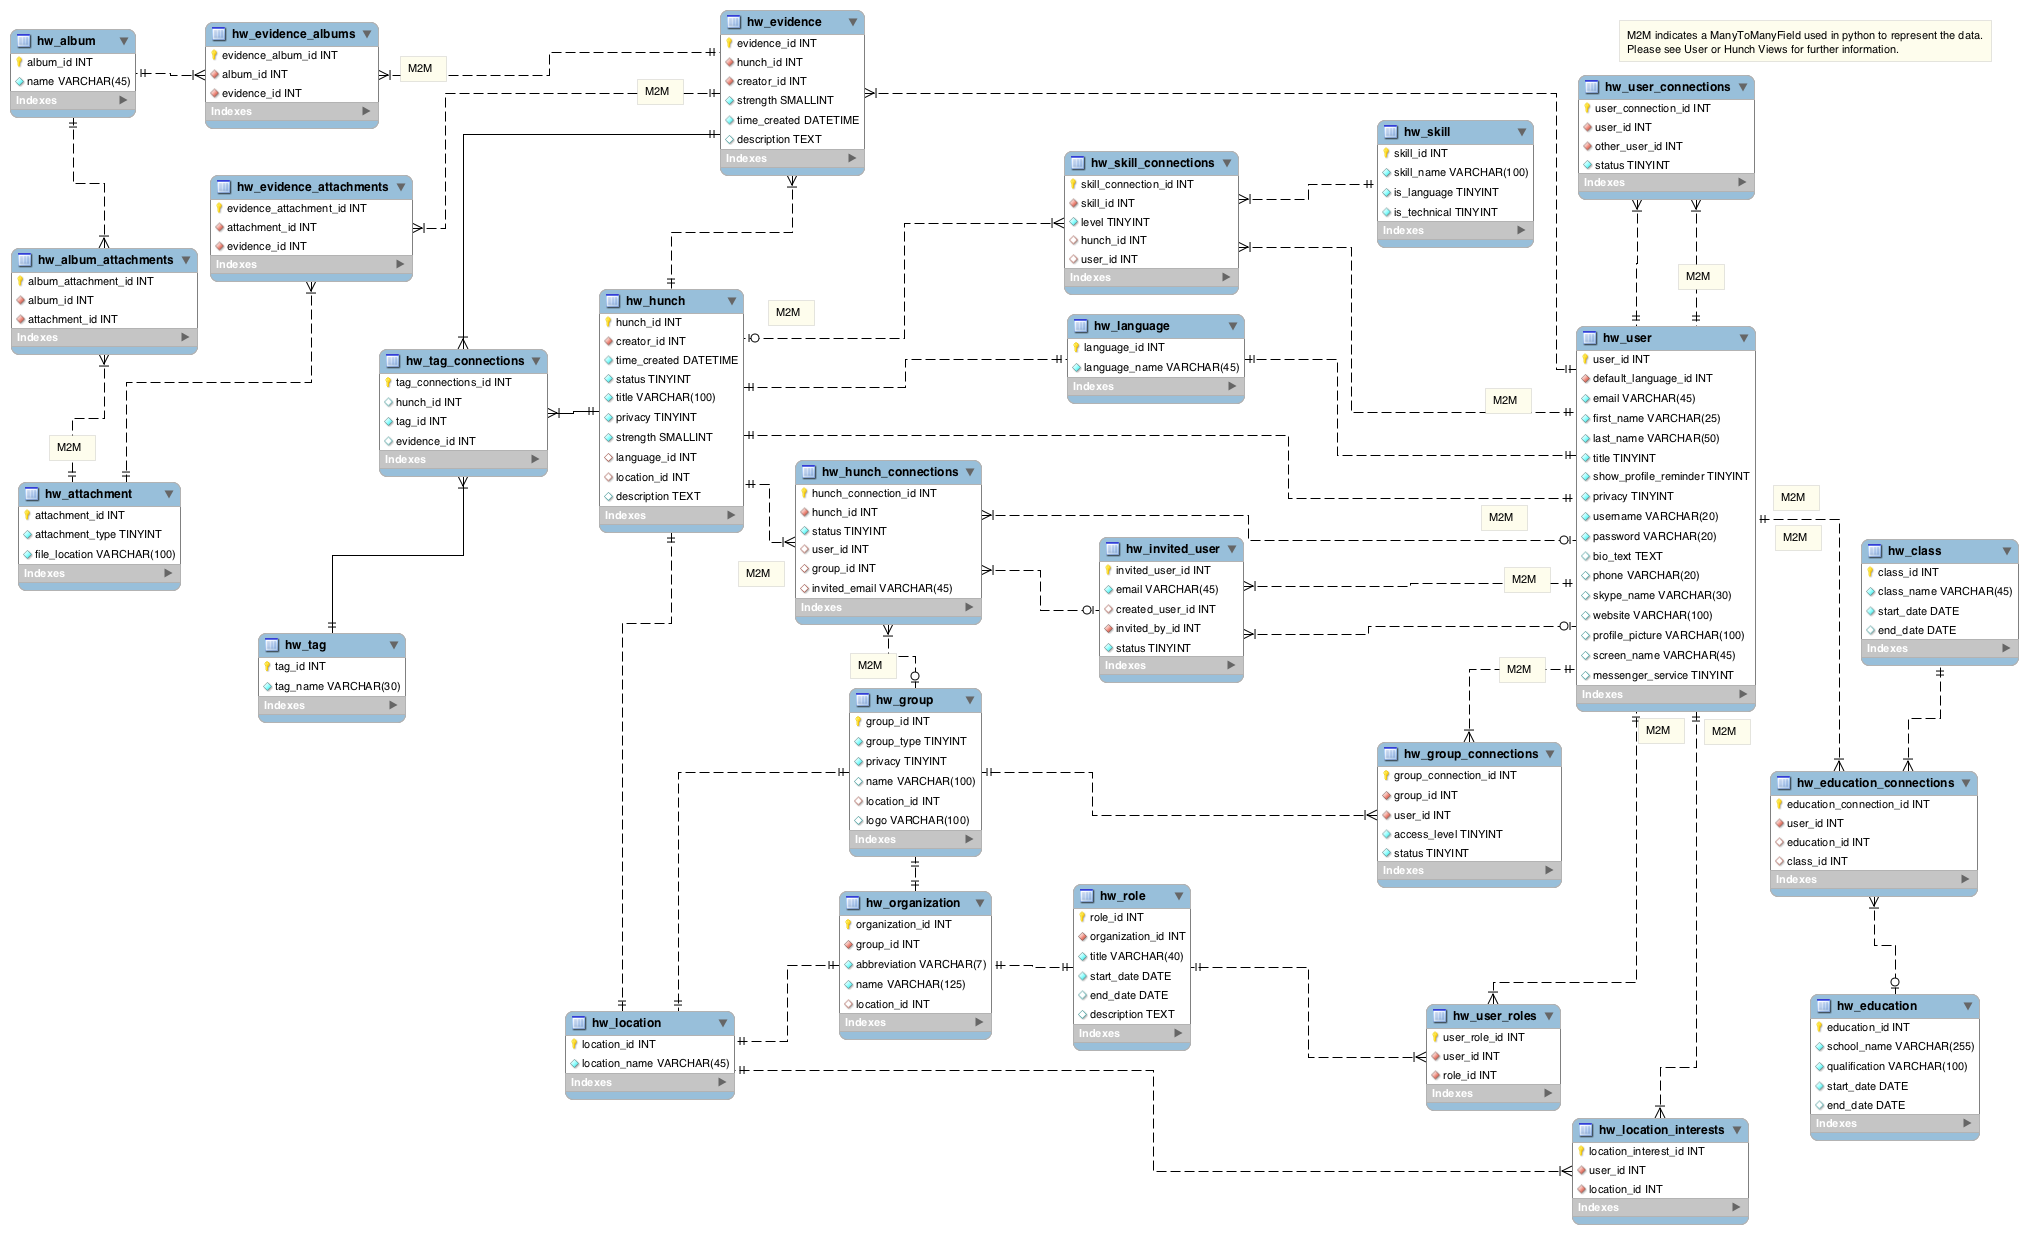 hw_album
album_id INT
name VARCHAR(45)
Indexes
hw_evidence_albums
evidence_album_id INT
album_id INT
evidence_id INT
Indexes
M2M
hw_evidence
evidence_id INT
hunch_id INT
creator_id INT
strength SMALLINT
time_created DATETIME
description TEXT
Indexes
M2M
M2M indicates a ManyToManyField used in python to represent the data.
Please see User or Hunch Views for further information.
hw_user_connections
user_connection_id INT
user_id INT
other_user_id INT
status TINYINT
Indexes
M2M
hw_skill
skill_id INT
skill_name VARCHAR(100)
is_language TINYINT
is_technical TINYINT
Indexes
hw_skill_connections
skill_connection_id INT
skill_id INT
level TINYINT
hunch_id INT
user_id INT
Indexes
hw_evidence_attachments
evidence_attachment_id INT
attachment_id INT
evidence_id INT
Indexes
hw_album_attachments
album_attachment_id INT
album_id INT
attachment_id INT
Indexes
M2M
hw_attachment
attachment_id INT
attachment_type TINYINT
file_location VARCHAR(100)
Indexes
hw_tag_connections
tag_connections_id INT
hunch_id INT
tag_id INT
evidence_id INT
Indexes
hw_tag
tag_id INT
tag_name VARCHAR(30)
Indexes
hw_hunch
hunch_id INT
creator_id INT
time_created DATETIME
status TINYINT
title VARCHAR(100)
privacy TINYINT
strength SMALLINT
language_id INT
location_id INT
description TEXT
Indexes
M2M
hw_language
language_id INT
language_name VARCHAR(45)
Indexes
M2M
hw_user
user_id INT
default_language_id INT
email VARCHAR(45)
first_name VARCHAR(25)
last_name VARCHAR(50)
title TINYINT
show_profile_reminder TINYINT
privacy TINYINT
username VARCHAR(20)
password VARCHAR(20)
bio_text TEXT
phone VARCHAR(20)
skype_name VARCHAR(30)
website VARCHAR(100)
profile_picture VARCHAR(100)
screen_name VARCHAR(45)
messenger_service TINYINT
Indexes
M2M
M2M
M2M
M2M
M2M
M2M
M2M
hw_hunch_connections
hunch_connection_id INT
hunch_id INT
status TINYINT
user_id INT
group_id INT
invited_email VARCHAR(45)
Indexes
M2M
M2M
hw_invited_user
invited_user_id INT
email VARCHAR(45)
created_user_id INT
invited_by_id INT
status TINYINT
Indexes
hw_class
class_id INT
class_name VARCHAR(45)
start_date DATE
end_date DATE
Indexes
hw_group
group_id INT
group_type TINYINT
privacy TINYINT
name VARCHAR(100)
location_id INT
logo VARCHAR(100)
Indexes
hw_group_connections
group_connection_id INT
group_id INT
user_id INT
access_level TINYINT
status TINYINT
Indexes
hw_education_connections
education_connection_id INT
user_id INT
education_id INT
class_id INT
Indexes
hw_organization
organization_id INT
group_id INT
abbreviation VARCHAR(7)
name VARCHAR(125)
location_id INT
Indexes
hw_role
role_id INT
organization_id INT
title VARCHAR(40)
start_date DATE
end_date DATE
description TEXT
Indexes
hw_location
location_id INT
location_name VARCHAR(45)
Indexes
hw_user_roles
user_role_id INT
user_id INT
role_id INT
Indexes
hw_education
education_id INT
school_name VARCHAR(255)
qualification VARCHAR(100)
start_date DATE
end_date DATE
Indexes
hw_location_interests
location_interest_id INT
user_id INT
location_id INT
Indexes